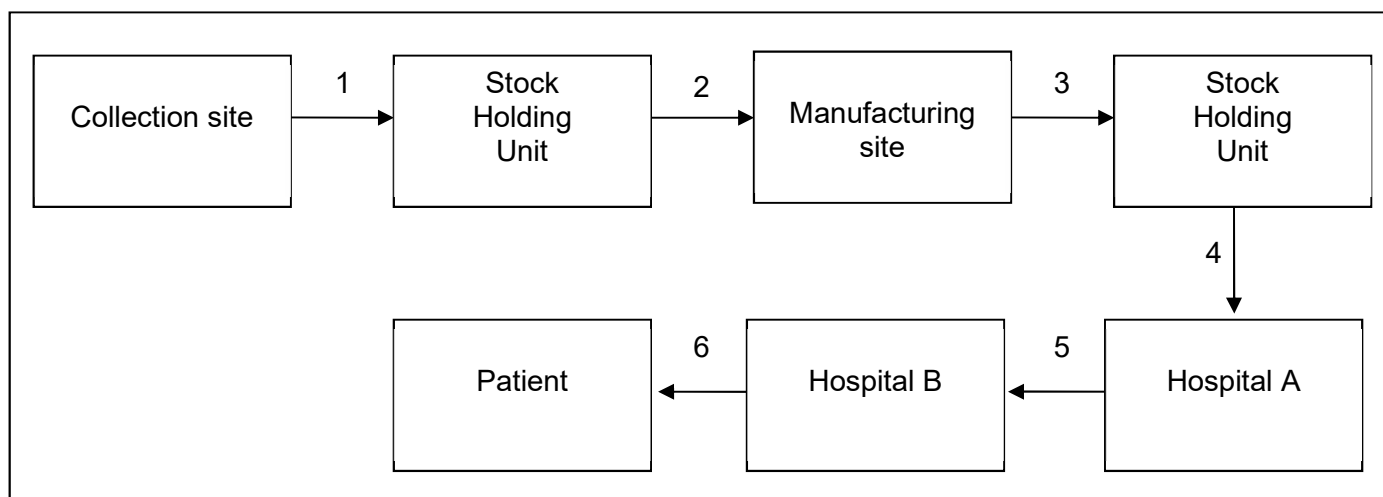 Collection site
1
Stock
Holding
Unit
2
Manufacturing
site
3
Stock
Holding
Unit
4
Patient
6
Hospital B
5
Hospital A